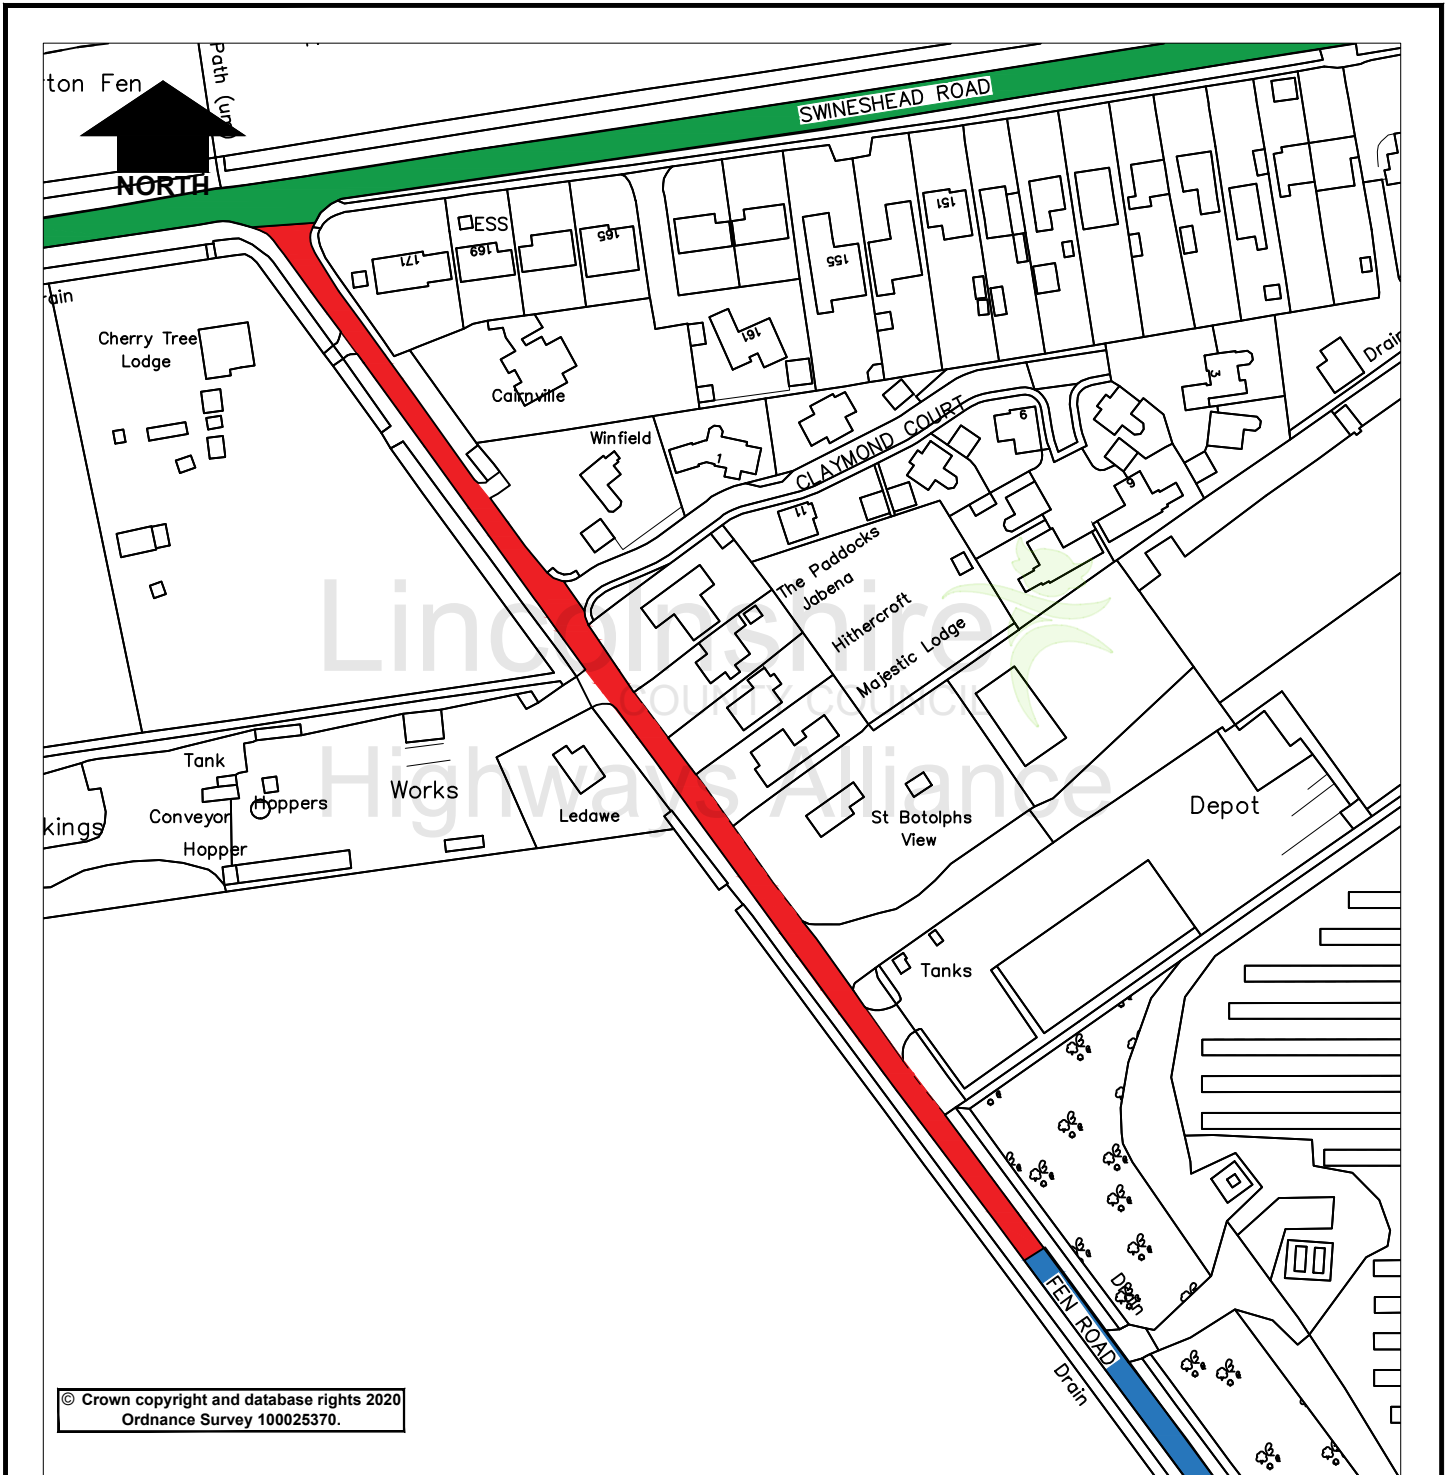 ton Fen
Path (un
NORTH
SWINESHEAD ROAD
ESS
171
169
165
155
151
161
Cherry Tree
Lodge
Cairnville
Winfield
1
CLAYMOND COURT
3
9
6
11
Drain
The Paddocks
Jabena
Hithercroft
Majestic Lodge
Lincolnshire
COUNTY COUNCIL
Highways Alliance
Tank
Hoppers
Conveyor
Hopper
Works
Ledawe
St Botolphs
View
Depot
kings
Tanks
Drain
FEN ROAD
Drain
© Crown copyright and database rights 2020
Ordnance Survey 100025370.